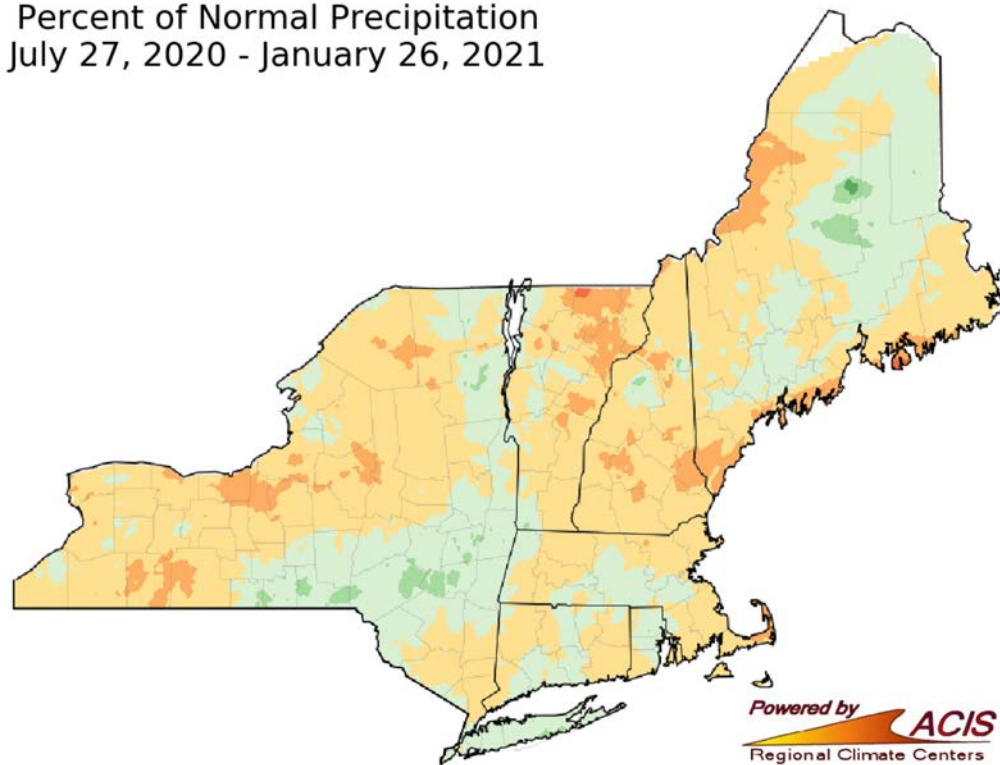 Percent of Normal Precipitation
July 27, 2020 - January 26, 2021
Powered by
ACIS
Regional Climate Centers